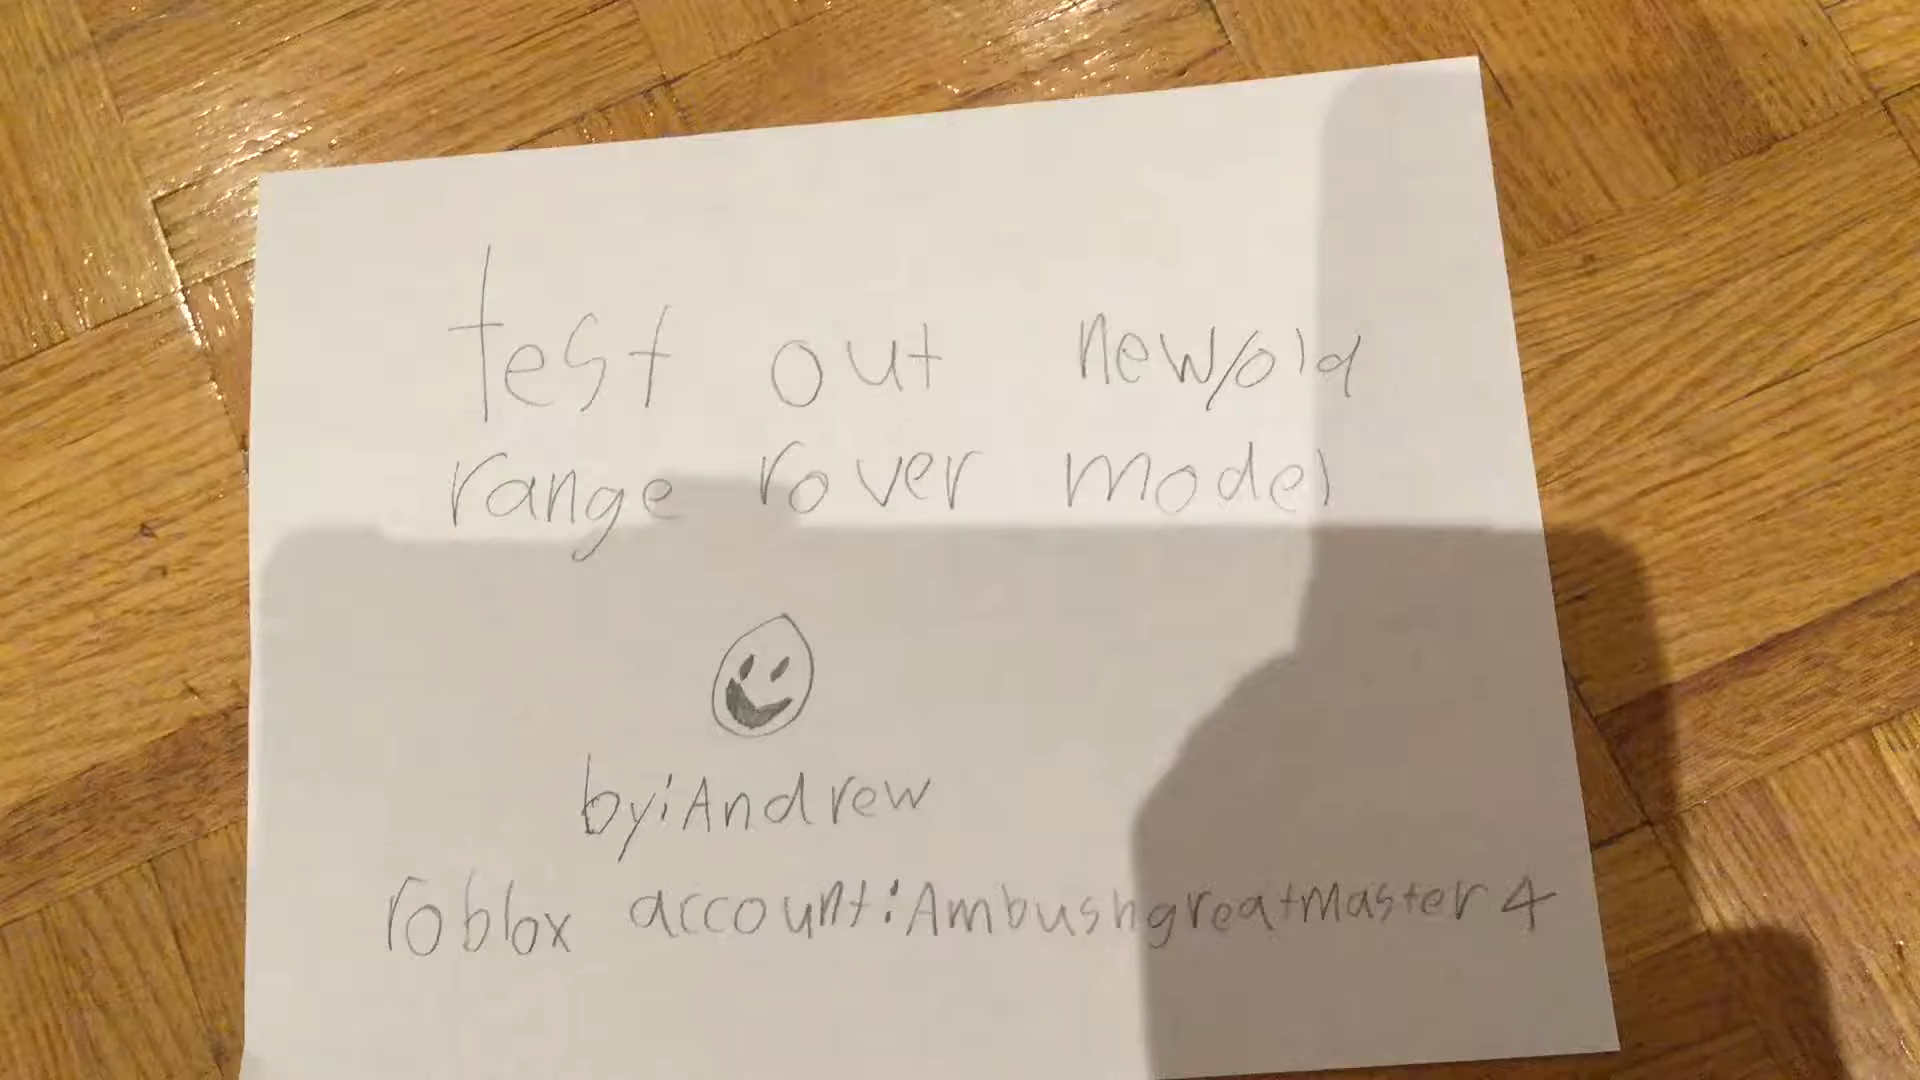 test out new/old
range rover model
by:Andrew
roblox account:Ambushgreatmaster4